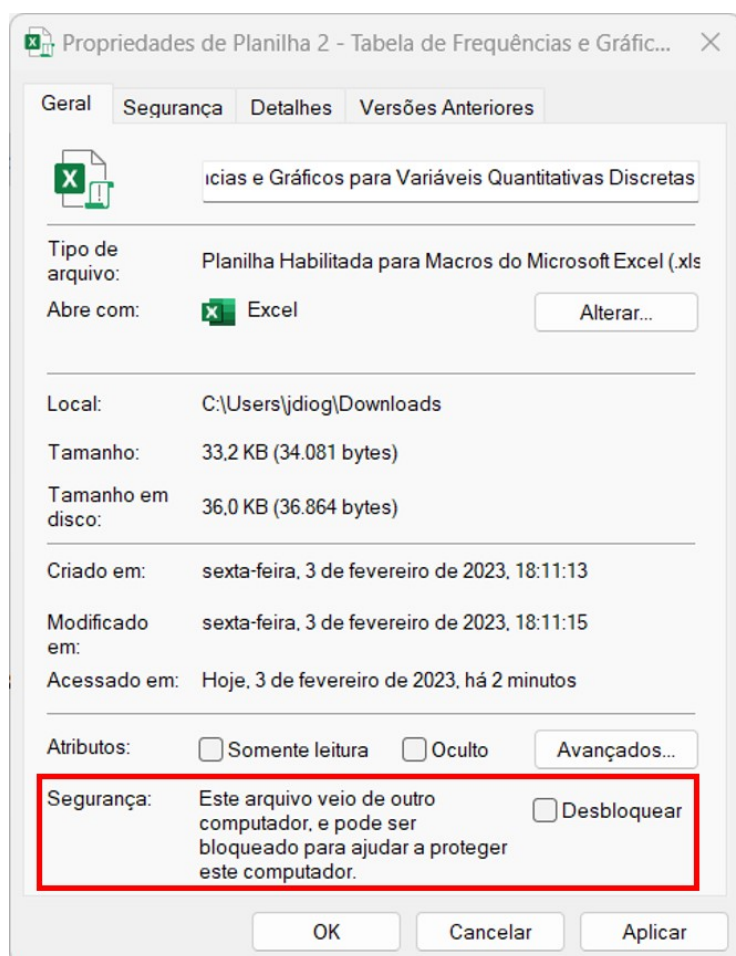 Propriedades de Planilha 2 - Tabela de Frequências e Gráfic...
Geral Segurança Detalhes Versões Anteriores
ıcias e Gráficos para Variáveis Quantitativas Discretas
Tipo de
arquivo:
Planilha Habilitada para Macros do Microsoft Excel (.xls
Abre com: Excel Alterar...
Local: C:\Users\jdiog\Downloads
Tamanho: 33,2 KB (34.081 bytes)
Tamanho em
disco:
36,0 KB (36.864 bytes)
Criado em: sexta-feira, 3 de fevereiro de 2023, 18:11:13
Modificado
em:
sexta-feira, 3 de fevereiro de 2023, 18:11:15
Acessado em: Hoje, 3 de fevereiro de 2023, há 2 minutos
Atributos: Somente leitura Oculto Avançados...
Segurança: Este arquivo veio de outro
computador, e pode ser
bloqueado para ajudar a proteger
este computador.
Desbloquear
OK Cancelar Aplicar